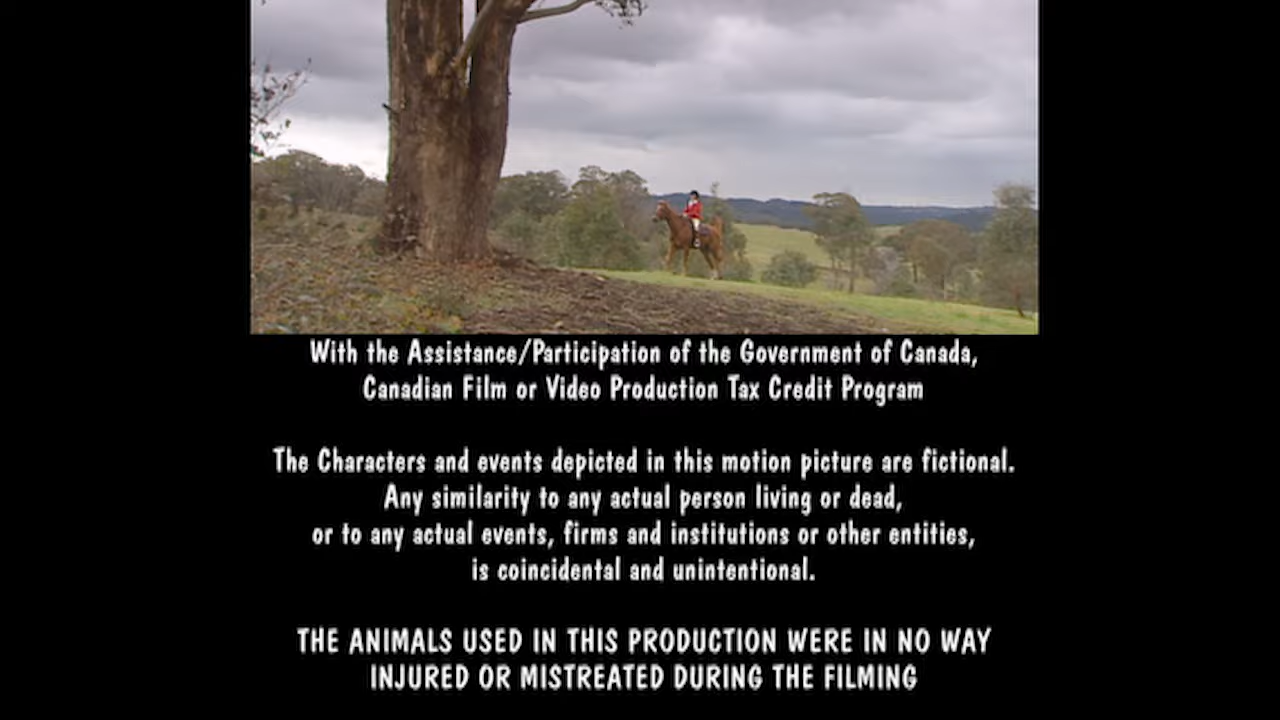 With the Assistance/Participation of the Government of Canada,
Canadian Film or Video Production Tax Credit Program
The Characters and events depicted in this motion picture are fictional.
Any similarity to any actual person living or dead,
or to any actual events, firms and institutions or other entities,
is coincidental and unintentional.
THE ANIMALS USED IN THIS PRODUCTION WERE IN NO WAY
INJURED OR MISTREATED DURING THE FILMING